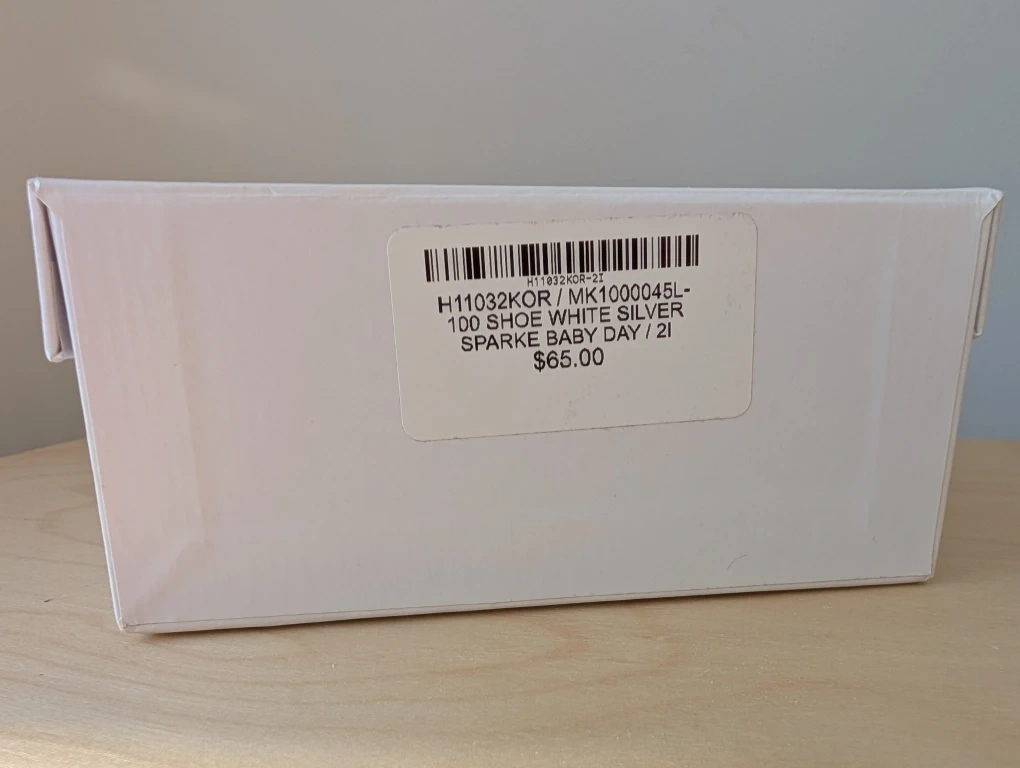 H11032KOR-2I
H11032KOR / MK1000045L-
100 SHOE WHITE SILVER
SPARKE BABY DAY / 2I
$65.00